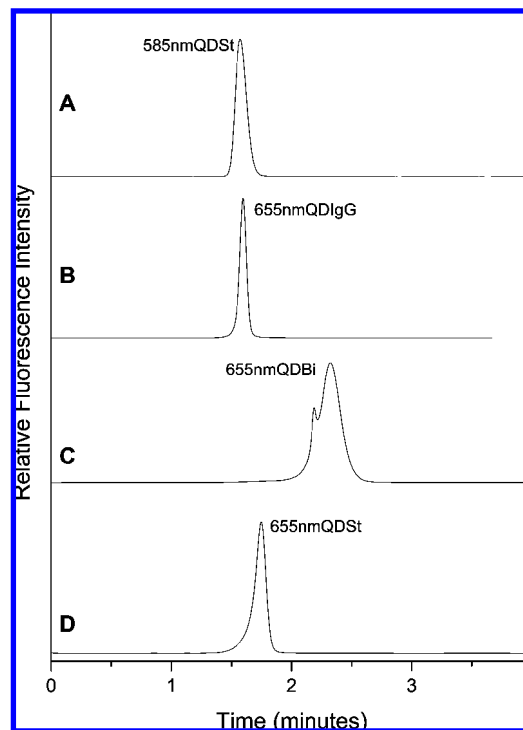 585nmQDSt
A
655nmQDIgG
B
655nmQDBi
C
655nmQDSt
D
Relative Fluorescence Intensity
0 1 2 3
Time (minutes)